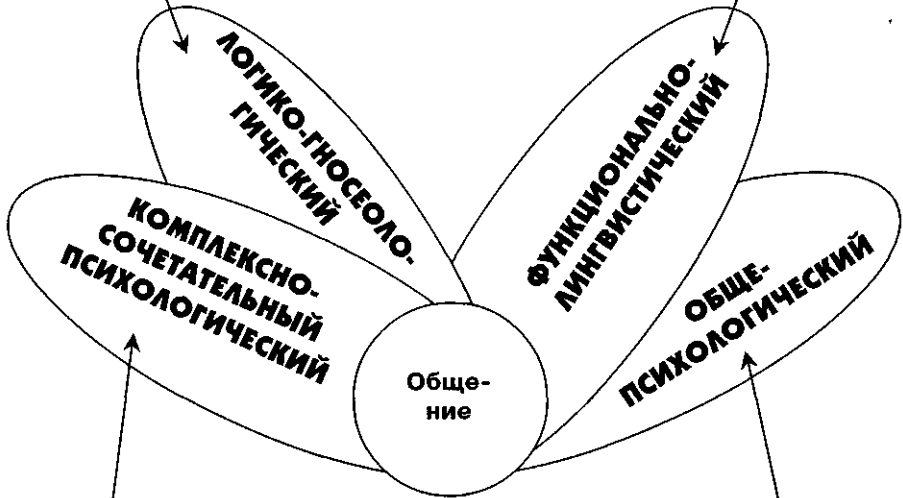 ЛОГИКО-ГНОСЕОЛО-
ГИЧЕСКИЙ
ФУНКЦИОНАЛЬНО-
ЛИНГВИСТИЧЕСКИЙ
КОМПЛЕКСНО-
СОЧЕТАТЕЛЬНЫЙ
ПСИХОЛОГИЧЕСКИЙ
ОБЩЕ-
ПСИХОЛОГИЧЕСКИЙ
Обще-
ние